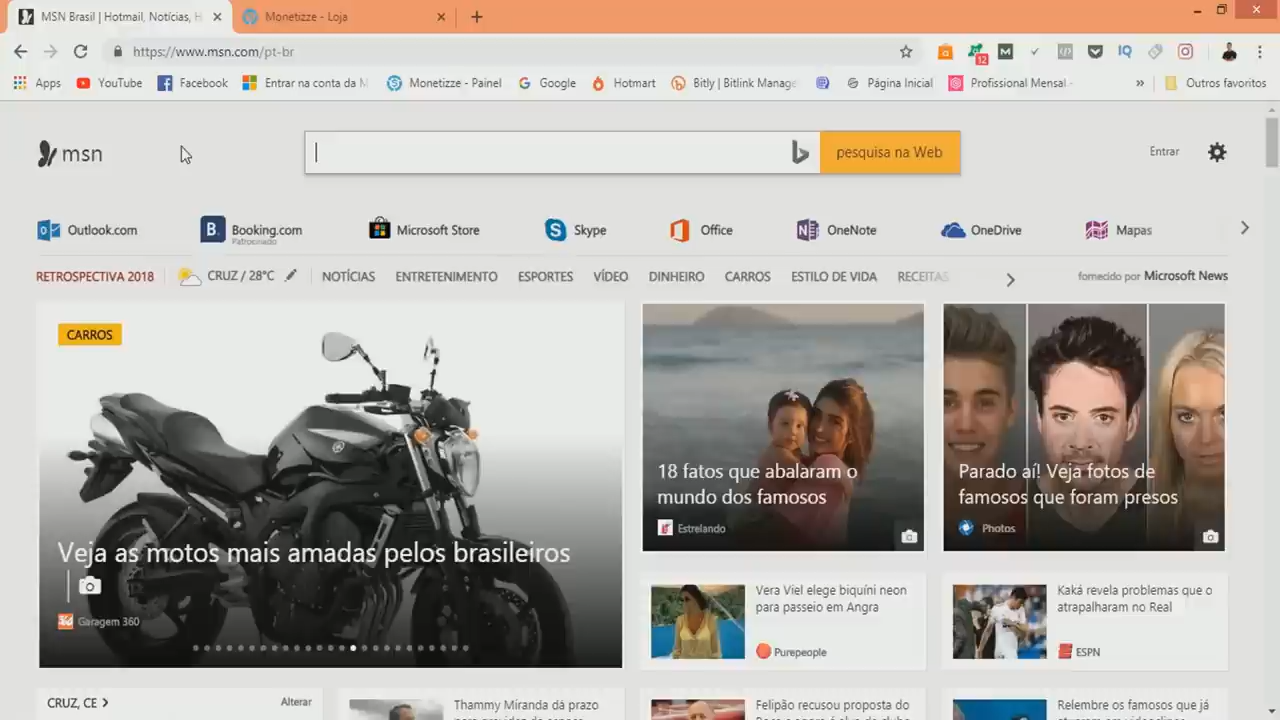 MSN Brasil | Hotmail, Notícias, H
Monetizze - Loja
https://www.msn.com/pt-br
12
M
IQ
Apps
YouTube
Facebook
Entrar na conta da M
Monetizze - Painel
Google
Hotmart
Bitly | Bitlink Manage
Página Inicial
Profissional Mensal -
Outros favoritos
msn
pesquisa na Web
Entrar
Outlook.com
B.
Booking.com
Patrocinado
Microsoft Store
Skype
Office
OneNote
OneDrive
Mapas
RETROSPECTIVA 2018
CRUZ / 28°C
NOTÍCIAS
ENTRETENIMENTO
ESPORTES
VÍDEO
DINHEIRO
CARROS
ESTILO DE VIDA
RECEITAS
fornecido por Microsoft News
CARROS
Veja as motos mais amadas pelos brasileiros
Garagem 360
18 fatos que abalaram o
mundo dos famosos
Estrelando
Parado aí! Veja fotos de
famosos que foram presos
Photos
Vera Viel elege biquíni neon
para passeio em Angra
Purepeople
Kaká revela problemas que o
atrapalharam no Real
ESPN
CRUZ, CE
Alterar
Thammy Miranda dá prazo
Felipão recusou proposta do
Relembre os famosos que já